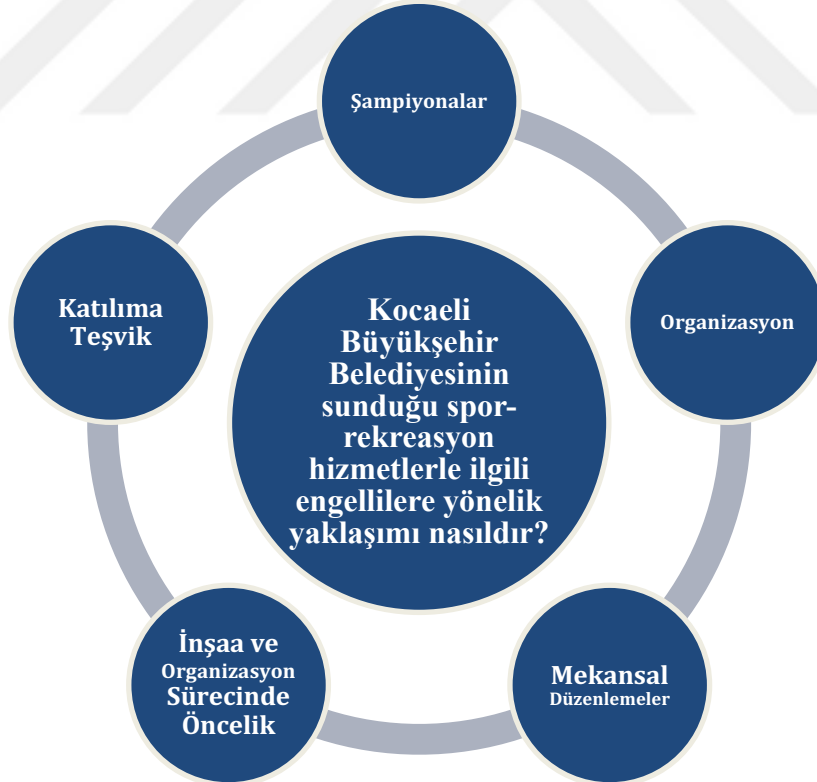 Şampiyonalar
Katılıma
Teşvik
Organizasyon
Kocaeli
Büyükşehir
Belediyesinin
sunduğu spor-
rekreasyon
hizmetlerle ilgili
engellilere yönelik
yaklaşımı nasıldır?
İnşaa ve
Organizasyon
Sürecinde
Öncelik
Mekansal
Düzenlemeler